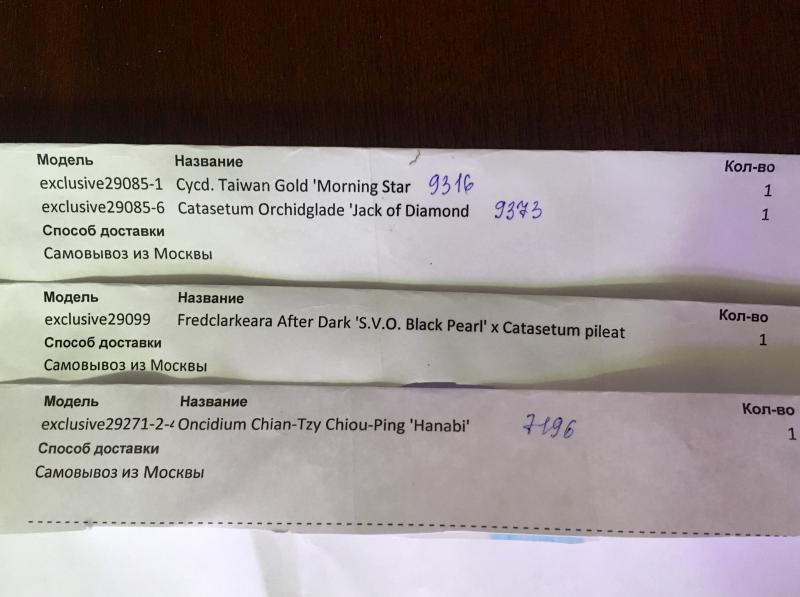 Модель Название Кол-во
exclusive29085-1 Cycd. Taiwan Gold 'Morning Star 9316 1
exclusive29085-6 Catasetum Orchidglade 'Jack of Diamond 9373 1
Способ доставки
Самовывоз из Москвы
Модель Название Кол-во
exclusive29099 Fredclarkeara After Dark 'S.V.O. Black Pearl' x Catasetum pileat 1
Способ доставки
Самовывоз из Москвы
Модель Название Кол-во
exclusive29271-2- Oncidium Chian-Tzy Chiou-Ping 'Hanabi' 7196 1
Способ доставки
Самовывоз из Москвы